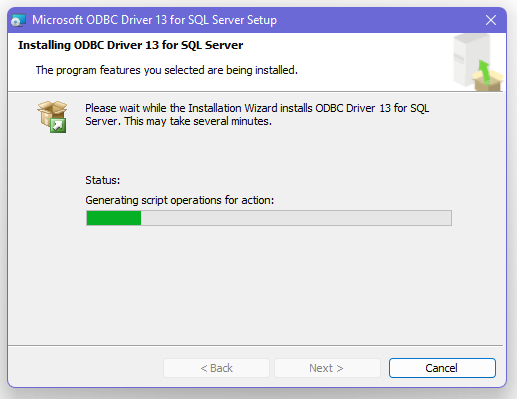 Microsoft ODBC Driver 13 for SQL Server Setup
Installing ODBC Driver 13 for SQL Server
The program features you selected are being installed.
Please wait while the Installation Wizard installs ODBC Driver 13 for SQL
Server. This may take several minutes.
Status:
Generating script operations for action:
< Back
Next >
Cancel